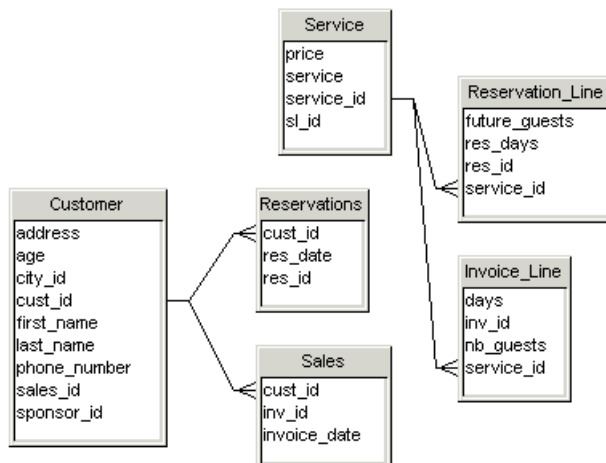 Service
price
service
service_id
sl_id
Reservation_Line
future_guests
res_days
res_id
service_id
Customer
address
age
city_id
cust_id
first_name
last_name
phone_number
sales_id
sponsor_id
Reservations
cust_id
res_date
res_id
Invoice_Line
days
inv_id
nb_guests
service_id
Sales
cust_id
inv_id
invoice_date